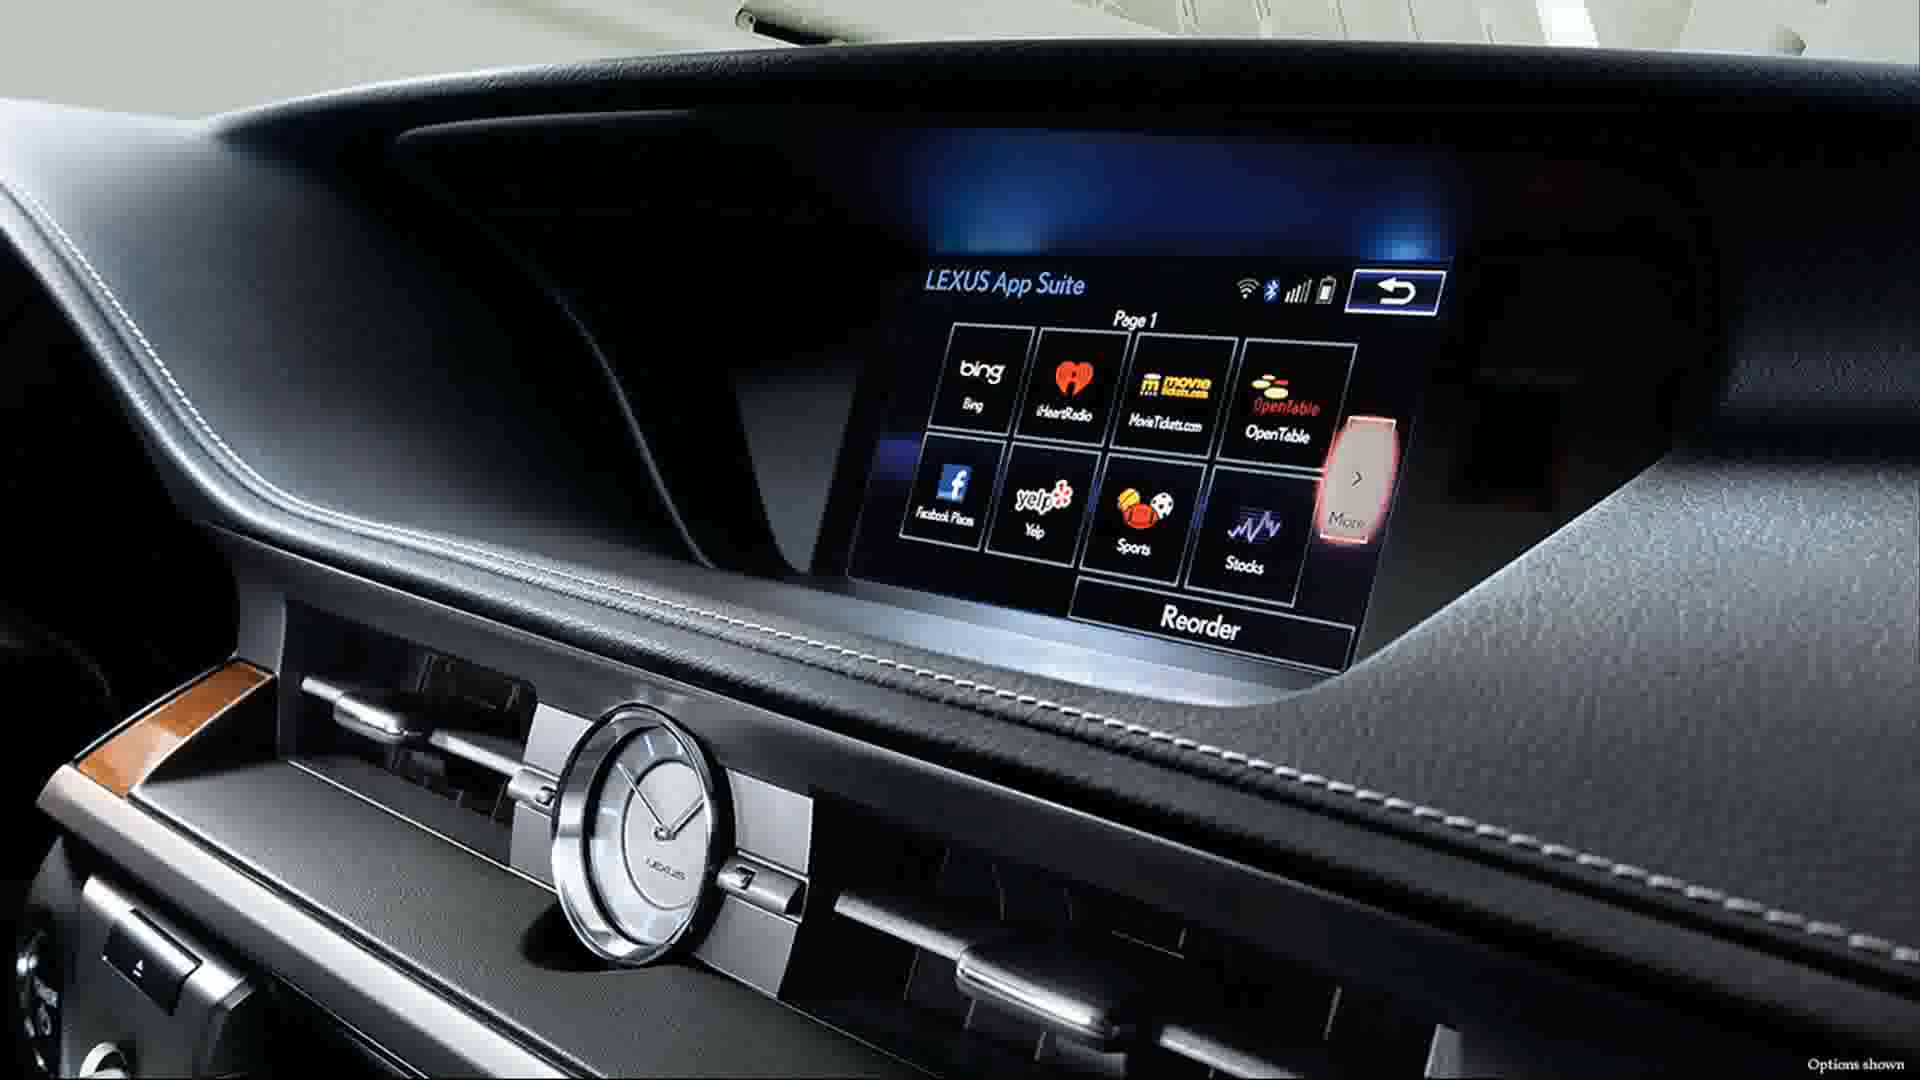 LEXUS App Suite
Page 1
bing
Bing
iHeartRadio
m movie tickets.com
MovieTickets.com
OpenTable
OpenTable
Facebook Places
yelp
Yelp
Sports
Stocks
>
More
Reorder
LEXUS
Options shown